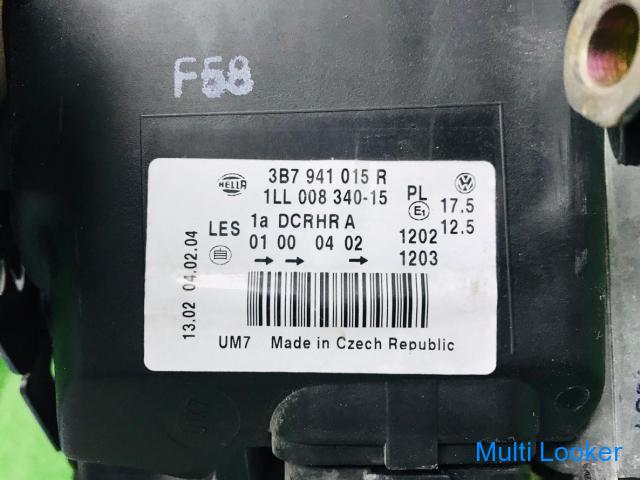 F58
HELLA
3B7 941 015 R
1LL 008 340-15 PL
E1 17.5
LES 1a DCRHR A 12.5
01 00 04 02 1202
1203
13.02 04.02.04
UM7 Made in Czech Republic
Multi Looker